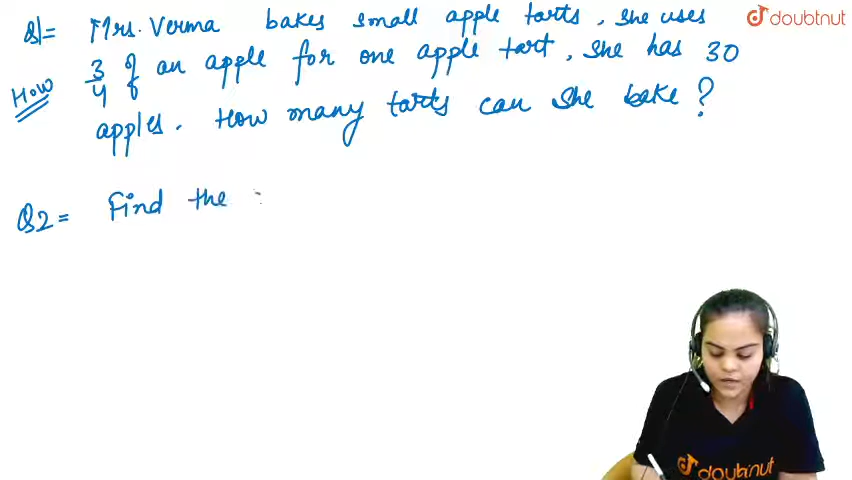 doubtnut
Q1= Mrs. Verma bakes small apple tarts, she uses
How 3/4 of an apple for one apple tart, she has 30
apples. How many tarts can she bake?
Q2= Find the
doubtnut